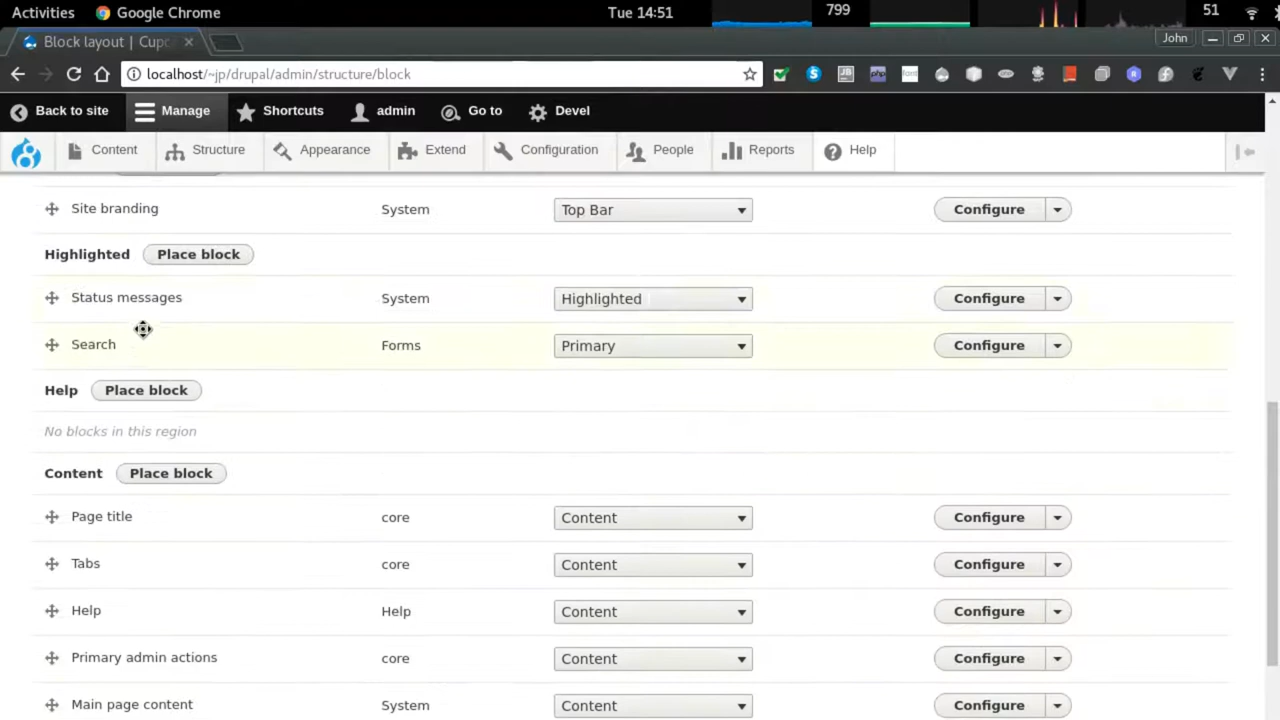 Activities Google Chrome Tue 14:51 799 51
Block layout | Cupc John
localhost/~jp/drupal/admin/structure/block
Back to site Manage Shortcuts admin Go to Devel
Content Structure Appearance Extend Configuration People Reports Help
Site branding System Top Bar Configure
Highlighted Place block
Status messages System Highlighted Configure
Search Forms Primary Configure
Help Place block
No blocks in this region
Content Place block
Page title core Content Configure
Tabs core Content Configure
Help Help Content Configure
Primary admin actions core Content Configure
Main page content System Content Configure